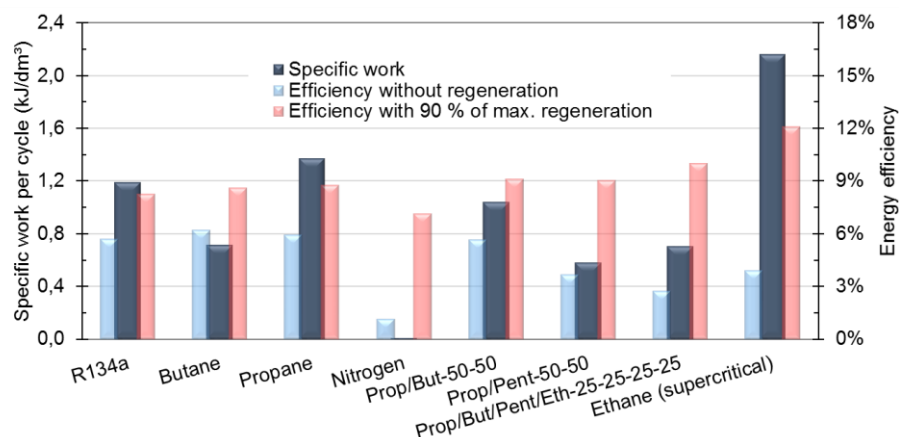 2,4
2,0
1,6
1,2
0,8
0,4
0,0
Specific work per cycle (kJ/dm³)
Specific work
Efficiency without regeneration
Efficiency with 90 % of max. regeneration
18%
15%
12%
9%
6%
3%
0%
Energy efficiency
R134a
Butane
Propane
Nitrogen
Prop/But-50-50
Prop/Pent-50-50
Prop/But/Pent/Eth-25-25-25-25
Ethane (supercritical)